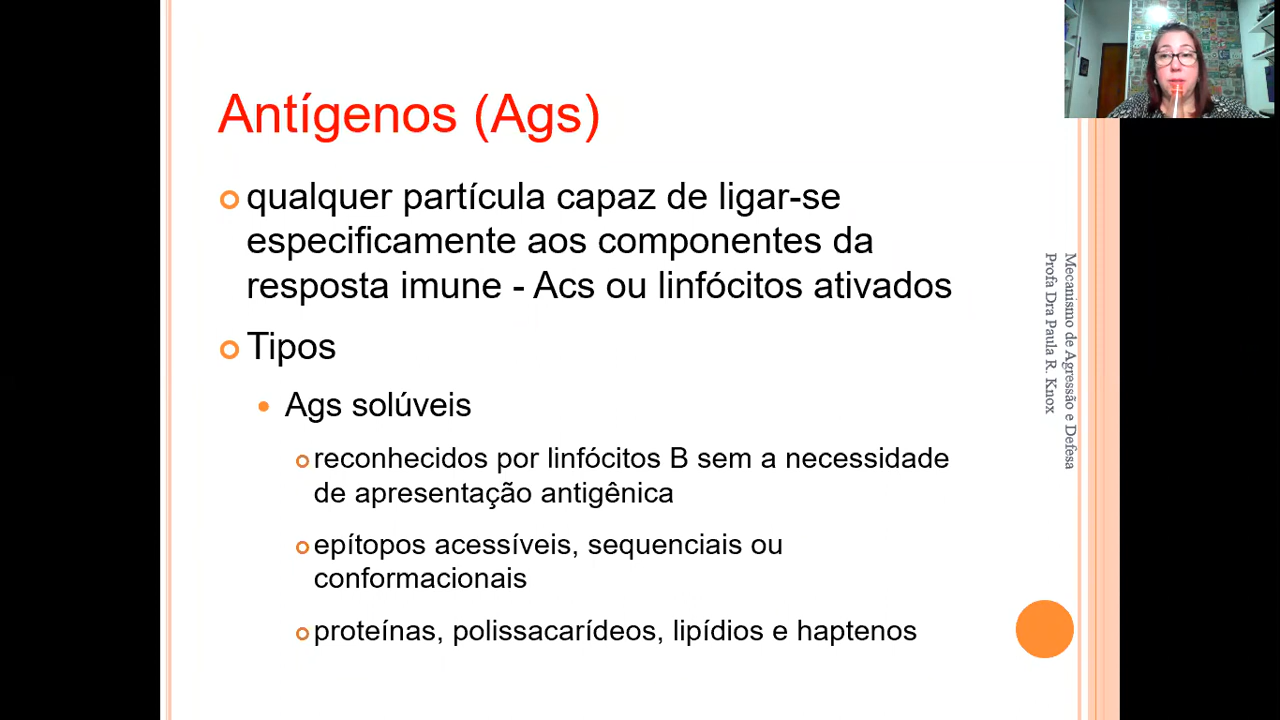 Antígenos (Ags)
qualquer partícula capaz de ligar-se
especificamente aos componentes da
resposta imune - Acs ou linfócitos ativados
Tipos
Ags solúveis
reconhecidos por linfócitos B sem a necessidade
de apresentação antigênica
epítopos acessíveis, sequenciais ou
conformacionais
proteínas, polissacarídeos, lipídios e haptenos
Mecanismo de Agressão e Defesa
Profa Dra Paula R. Knox